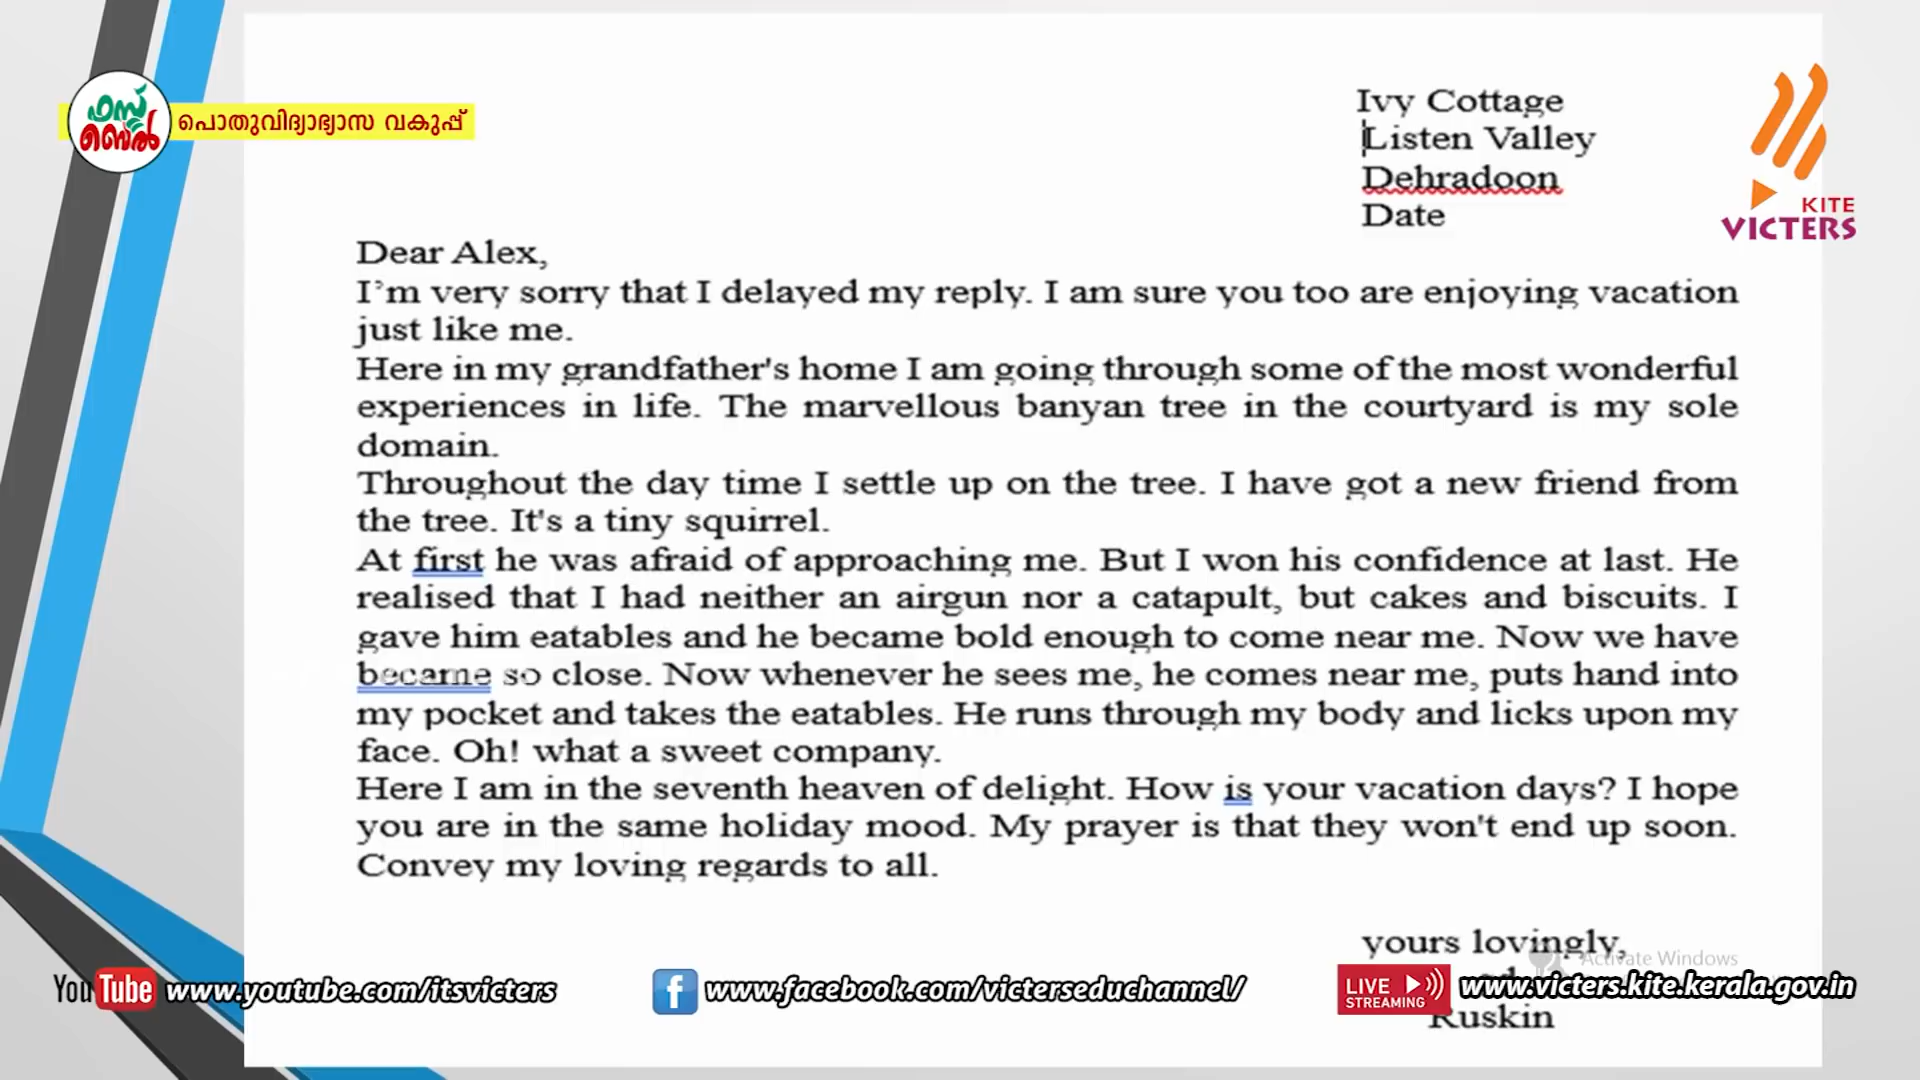 ഫസ്റ്റ്
ബെൽ
പൊതുവിദ്യാഭ്യാസ വകുപ്പ്
KITE
VICTERS
Ivy Cottage
Listen Valley
Dehradoon
Date
Dear Alex,
I'm very sorry that I delayed my reply. I am sure you too are enjoying vacation
just like me.
Here in my grandfather's home I am going through some of the most wonderful
experiences in life. The marvellous banyan tree in the courtyard is my sole
domain.
Throughout the day time I settle up on the tree. I have got a new friend from
the tree. It's a tiny squirrel.
At first he was afraid of approaching me. But I won his confidence at last. He
realised that I had neither an airgun nor a catapult, but cakes and biscuits. I
gave him eatables and he became bold enough to come near me. Now we have
became so close. Now whenever he sees me, he comes near me, puts hand into
my pocket and takes the eatables. He runs through my body and licks upon my
face. Oh! what a sweet company.
Here I am in the seventh heaven of delight. How is your vacation days? I hope
you are in the same holiday mood. My prayer is that they won't end up soon.
Convey my loving regards to all.
yours lovingly,
Activate Windows
Ruskin
YouTube www.youtube.com/itsvicters
f www.facebook.com/victerseduchannel/
LIVE STREAMING www.victers.kite.kerala.gov.in